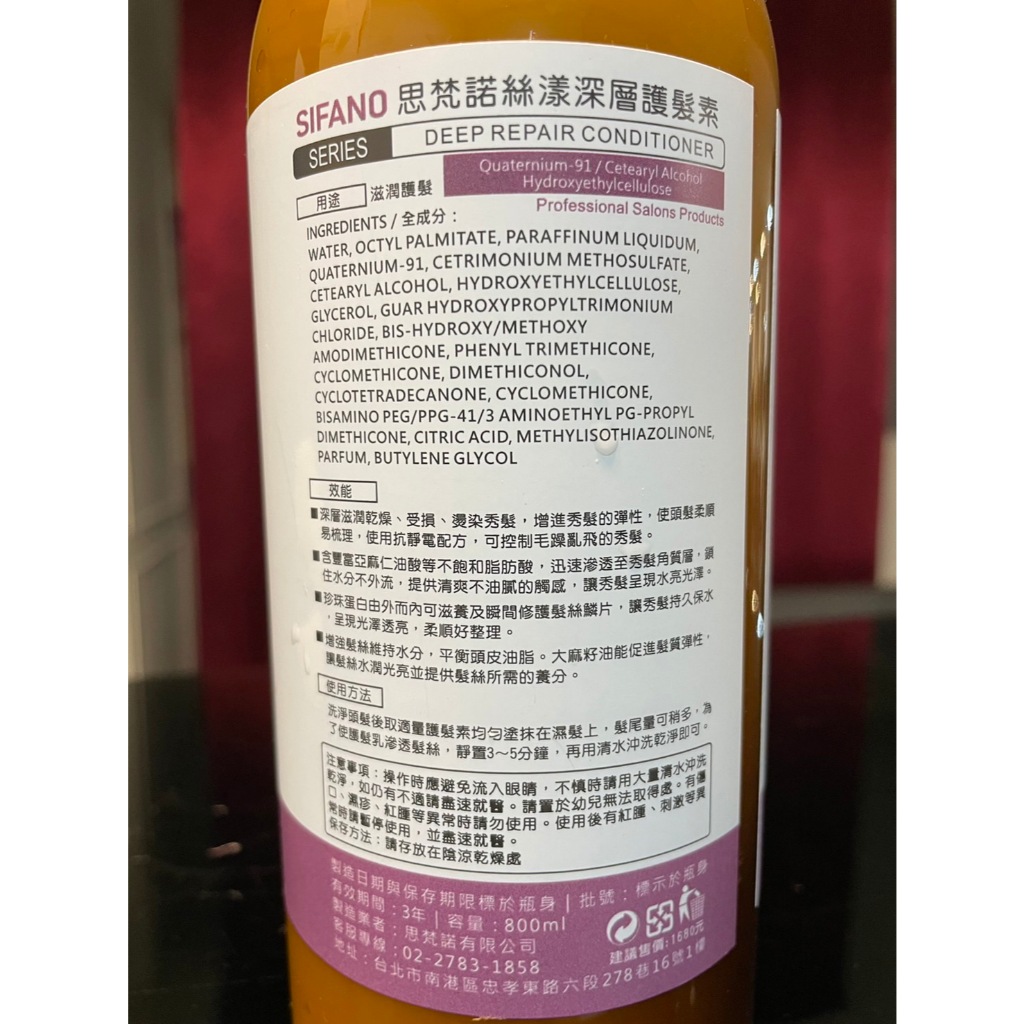 SIFANO 思梵諾絲漾深層護髮素
SERIES DEEP REPAIR CONDITIONER
Quaternium-91 / Cetearyl Alcohol
Hydroxyethylcellulose
用途 滋潤護髮
Professional Salons Products
INGREDIENTS / 全成分：
WATER, OCTYL PALMITATE, PARAFFINUM LIQUIDUM,
QUATERNIUM-91, CETRIMONIUM METHOSULFATE,
CETEARYL ALCOHOL, HYDROXYETHYLCELLULOSE,
GLYCEROL, GUAR HYDROXYPROPYLTRIMONIUM
CHLORIDE, BIS-HYDROXY/METHOXY
AMODIMETHICONE, PHENYL TRIMETHICONE,
CYCLOMETHICONE, DIMETHICONOL,
CYCLOTETRADECANONE, CYCLOMETHICONE,
BISAMINO PEG/PPG-41/3 AMINOETHYL PG-PROPYL
DIMETHICONE, CITRIC ACID, METHYLISOTHIAZOLINONE,
PARFUM, BUTYLENE GLYCOL
效能
■深層滋潤乾燥、受損、燙染秀髮，增進秀髮的彈性，使頭髮柔順
易梳理，使用抗靜電配方，可控制毛躁亂飛的秀髮。
■含豐富亞麻仁油酸等不飽和脂肪酸，迅速滲透至秀髮角質層，鎖
住水分不外流，提供清爽不油膩的觸感，讓秀髮呈現水亮光澤。
■珍珠蛋白由外而內可滋養及瞬間修護髮絲鱗片，讓秀髮持久保水
，呈現光澤透亮，柔順好整理。
■增強髮絲維持水分，平衡頭皮油脂。大麻籽油能促進髮質彈性，
讓髮絲水潤光亮並提供髮絲所需的養分。
使用方法
洗淨頭髮後取適量護髮素均勻塗抹在濕髮上，髮尾量可稍多，為
了使護髮乳滲透髮絲，靜置3～5分鐘，再用清水沖洗乾淨即可。
注意事項：操作時應避免流入眼睛，不慎時請用大量清水沖洗
乾淨，如仍有不適請盡速就醫。請置於幼兒無法取得處。有傷
口、濕疹、紅腫等異常時請勿使用。使用後有紅腫、刺激等異
常時請暫停使用，並盡速就醫。
保存方法：請存放在陰涼乾燥處
製造日期與保存期限標於瓶身 | 批號：標示於瓶身
有效期間：3年 | 容量：800ml
製造業者：思梵諾有限公司
客服專線：02-2783-1858
建議售價:1680元
地址：台北市南港區忠孝東路六段278巷16號1樓